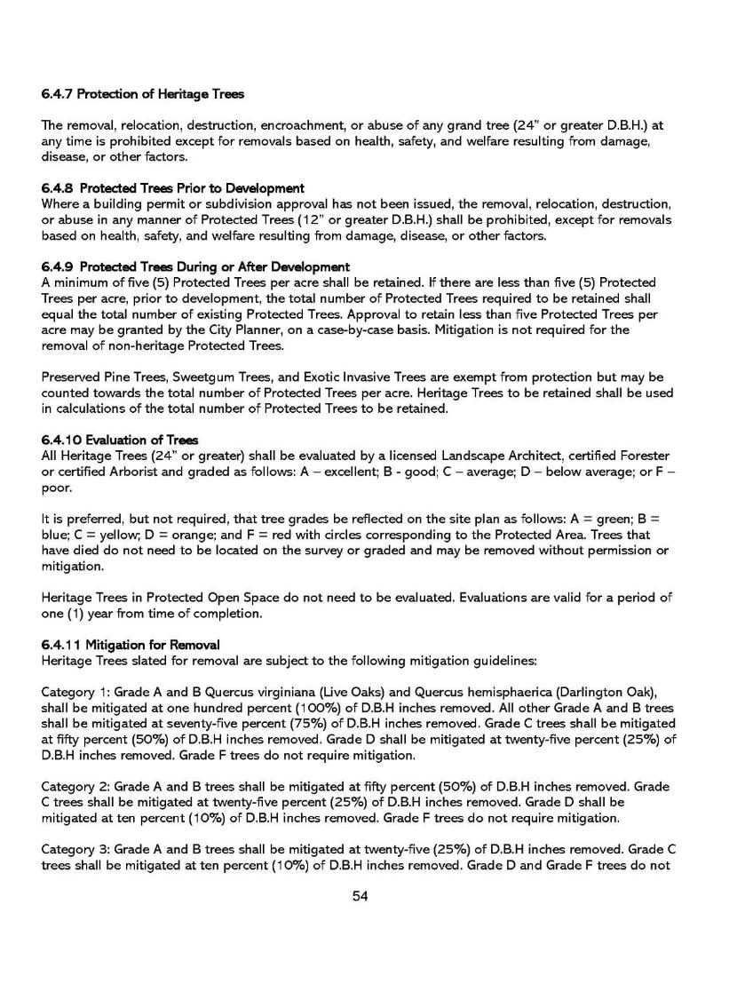 6.4.7 Protection of Heritage Trees
The removal, relocation, destruction, encroachment, or abuse of any grand tree (24” or greater D.B.H.) at
any time is prohibited except for removals based on health, safety, and welfare resulting from damage,
disease, or other factors.
6.4.8 Protected Trees Prior to Development
Where a building permit or subdivision approval has not been issued, the removal, relocation, destruction,
or abuse in any manner of Protected Trees (12” or greater D.B.H.) shall be prohibited, except for removals
based on health, safety, and welfare resulting from damage, disease, or other factors.
6.4.9 Protected Trees During or After Development
A minimum of five (5) Protected Trees per acre shall be retained. If there are less than five (5) Protected
Trees per acre, prior to development, the total number of Protected Trees required to be retained shall
equal the total number of existing Protected Trees. Approval to retain less than five Protected Trees per
acre may be granted by the City Planner, on a case-by-case basis. Mitigation is not required for the
removal of non-heritage Protected Trees.
Preserved Pine Trees, Sweetgum Trees, and Exotic Invasive Trees are exempt from protection but may be
counted towards the total number of Protected Trees per acre. Heritage Trees to be retained shall be used
in calculations of the total number of Protected Trees to be retained.
6.4.10 Evaluation of Trees
All Heritage Trees (24” or greater) shall be evaluated by a licensed Landscape Architect, certified Forester
or certified Arborist and graded as follows: A – excellent; B - good; C – average; D – below average; or F –
poor.
It is preferred, but not required, that tree grades be reflected on the site plan as follows: A = green; B =
blue; C = yellow; D = orange; and F = red with circles corresponding to the Protected Area. Trees that
have died do not need to be located on the survey or graded and may be removed without permission or
mitigation.
Heritage Trees in Protected Open Space do not need to be evaluated. Evaluations are valid for a period of
one (1) year from time of completion.
6.4.11 Mitigation for Removal
Heritage Trees slated for removal are subject to the following mitigation guidelines:
Category 1: Grade A and B Quercus virginiana (Live Oaks) and Quercus hemisphaerica (Darlington Oak),
shall be mitigated at one hundred percent (100%) of D.B.H inches removed. All other Grade A and B trees
shall be mitigated at seventy-five percent (75%) of D.B.H inches removed. Grade C trees shall be mitigated
at fifty percent (50%) of D.B.H inches removed. Grade D shall be mitigated at twenty-five percent (25%) of
D.B.H inches removed. Grade F trees do not require mitigation.
Category 2: Grade A and B trees shall be mitigated at fifty percent (50%) of D.B.H inches removed. Grade
C trees shall be mitigated at twenty-five percent (25%) of D.B.H inches removed. Grade D shall be
mitigated at ten percent (10%) of D.B.H inches removed. Grade F trees do not require mitigation.
Category 3: Grade A and B trees shall be mitigated at twenty-five (25%) of D.B.H inches removed. Grade C
trees shall be mitigated at ten percent (10%) of D.B.H inches removed. Grade D and Grade F trees do not
54